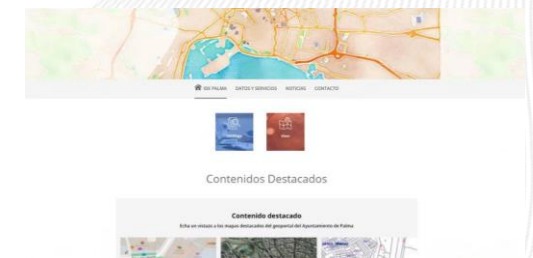 IDE PALMA DATOS Y SERVICIOS NOTICIAS CONTACTO
Visor
Contenidos Destacados
Contenido destacado
Echa un vistazo a los mapas destacados del geoportal del Ayuntamiento de Palma